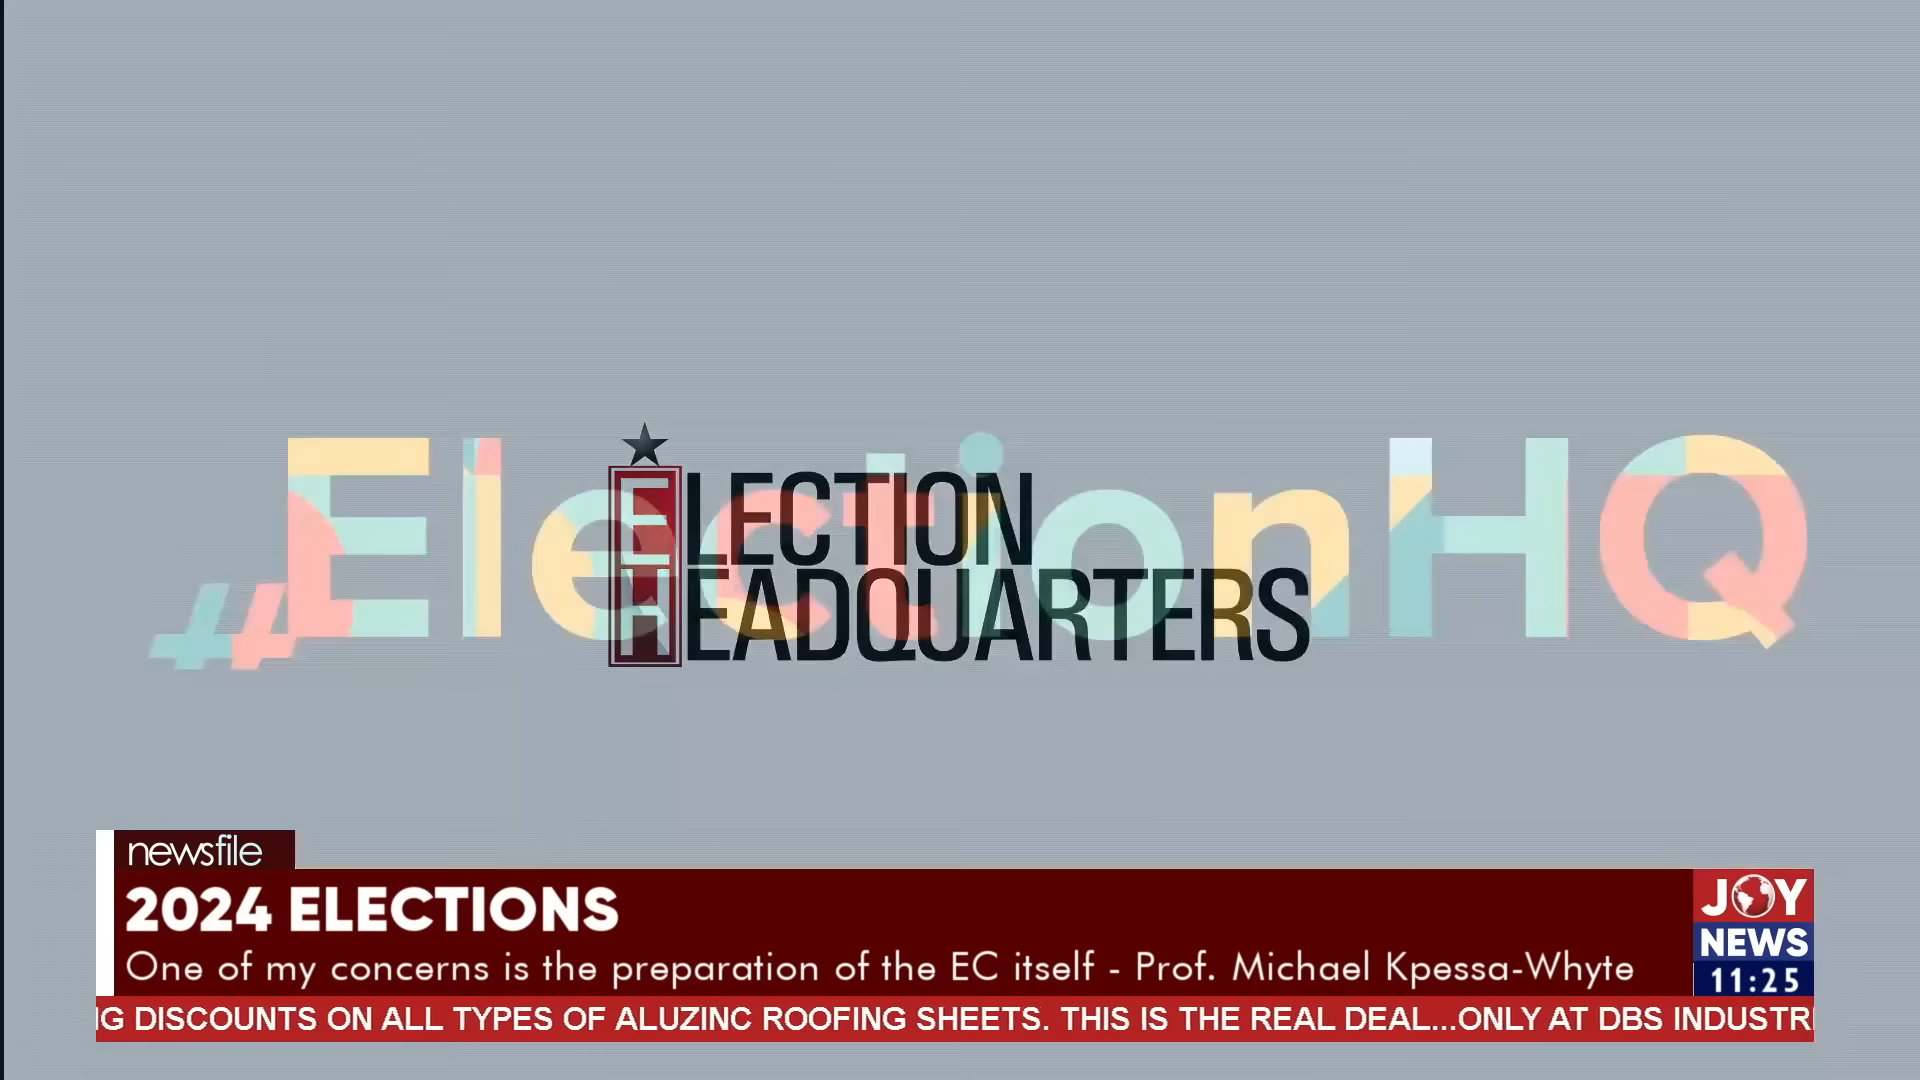 #ElectionHQ
EH
ELECTION
HEADQUARTERS
newsfile
2024 ELECTIONS
One of my concerns is the preparation of the EC itself - Prof. Michael Kpessa-Whyte
JOY
NEWS
11:25
DISCOUNTS ON ALL TYPES OF ALUZINC ROOFING SHEETS. THIS IS THE REAL DEAL...ONLY AT DBS